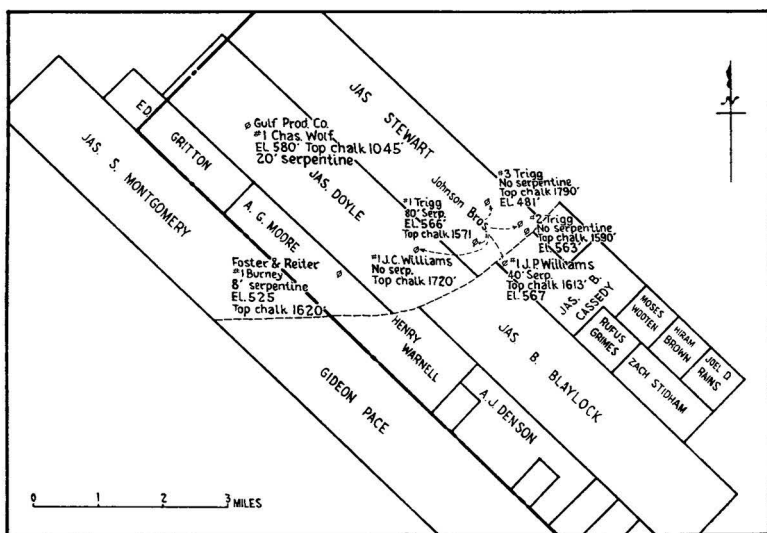 JAS STEWART
ED
GRITTON
JAS. S. MONTGOMERY
Gulf Prod. Co.
#1 Chas. Wolf
EL 580' Top chalk 1045'
20' serpentine
JAS. DOYLE
A. G. MOORE
N
Johnson Bros.
#3 Trigg
No serpentine
Top chalk 1790'
EL. 481'
#1 Trigg
80' Serp.
EL. 566'
Top chalk 1571
#2 Trigg
No serpentine
Top chalk 1590'
EL. 563'
#1 J.C. Williams
No serp.
Top chalk 1720'
#1 J.P. Williams
40' Serp.
Top chalk 1613'
EL. 567
Foster & Reiter
#1 Burney
8' serpentine
EL. 525
Top chalk 1620'
JAS. B.
CASSEDY
MOSES
WOOTEN
HIRAM
BROWN
JOEL D
RAINS
RUFUS
GRIMES
ZACH STIDHAM
HENRY
WARNELL
JAS. B. BLAYLOCK
GIDEON PACE
A.J. DENSON
0 1 2 3 MILES